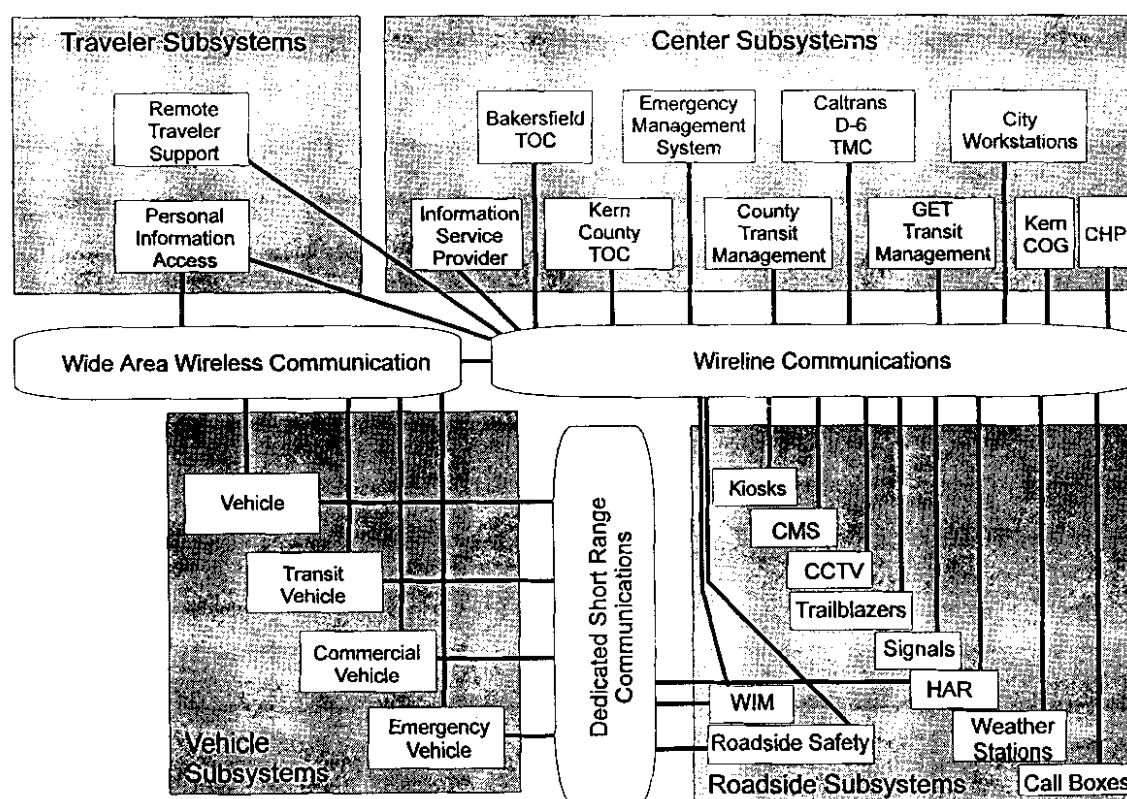 Traveler Subsystems
Remote
Traveler
Support
Personal
Information
Access
Center Subsystems
Bakersfield
TOC
Emergency
Management
System
Caltrans
D-6
TMC
City
Workstations
Information
Service
Provider
Kern
County
TOC
County
Transit
Management
GET
Transit
Management
Kern
COG
CHP
Wide Area Wireless Communication
Wireline Communications
Vehicle
Transit
Vehicle
Commercial
Vehicle
Emergency
Vehicle
Vehicle
Subsystems
Dedicated Short Range
Communications
Kiosks
CMS
CCTV
Trailblazers
Signals
HAR
WIM
Weather
Stations
Roadside Safety
Call Boxes
Roadside Subsystems